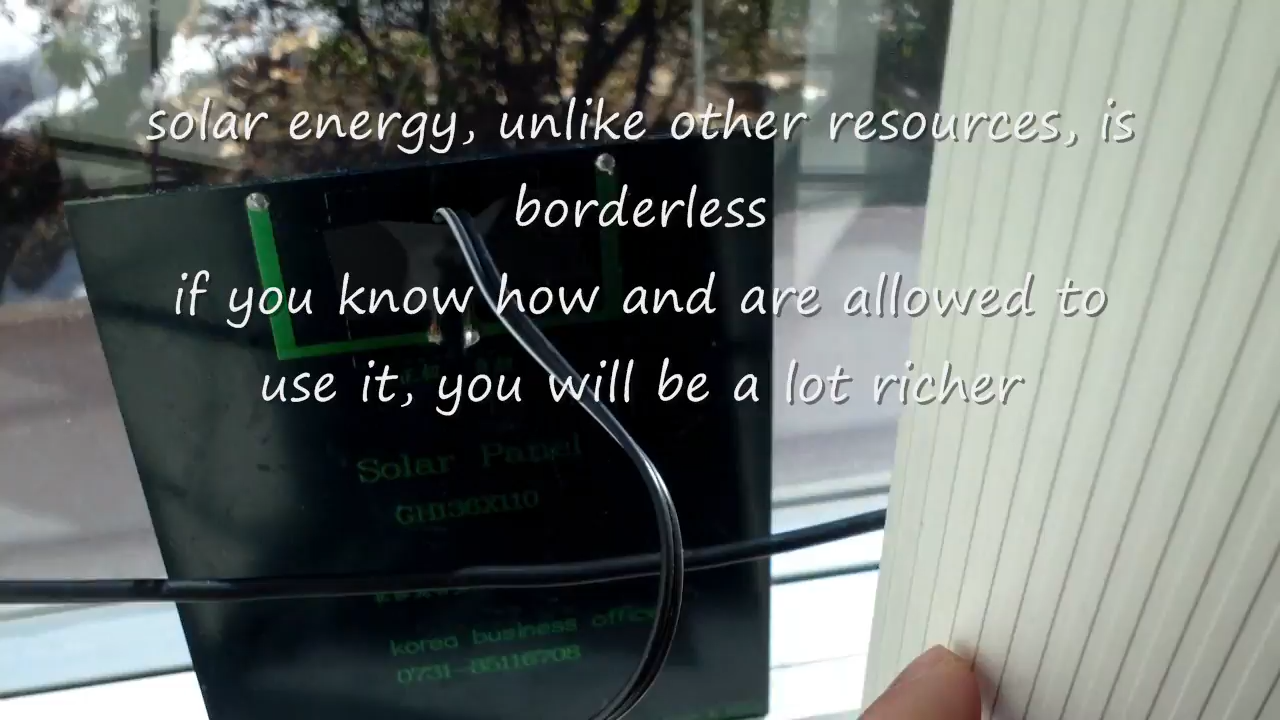 solar energy, unlike other resources, is
borderless
if you know how and are allowed to
use it, you will be a lot richer
Solar Panel
GH136X110
korea business office
0731-85116708